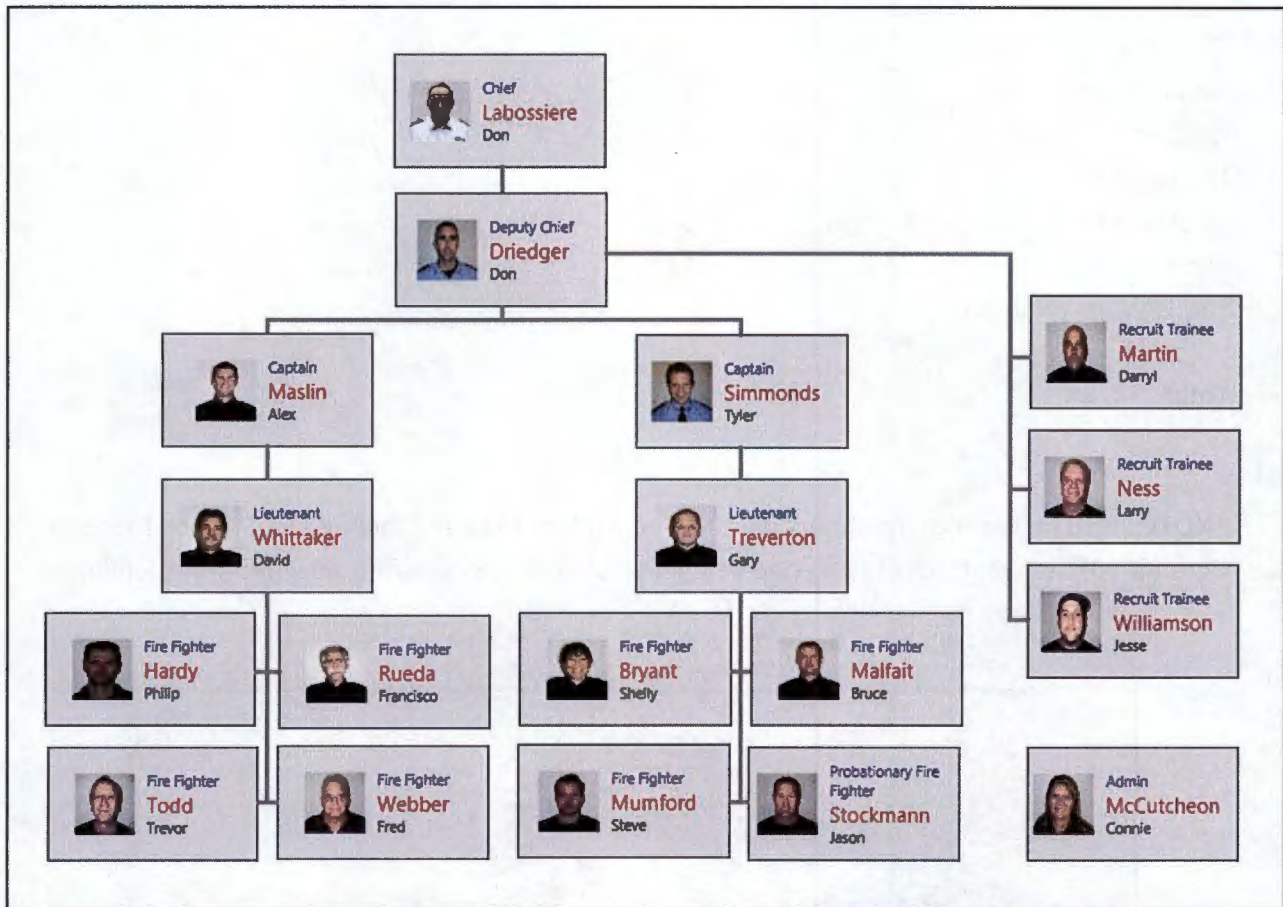 Chief
Labossiere
Don
Deputy Chief
Driedger
Don
Captain
Maslin
Alex
Captain
Simmonds
Tyler
Recruit Trainee
Martin
Darryl
Recruit Trainee
Ness
Larry
Lieutenant
Whittaker
David
Lieutenant
Treverton
Gary
Recruit Trainee
Williamson
Jesse
Fire Fighter
Hardy
Philip
Fire Fighter
Rueda
Francisco
Fire Fighter
Bryant
Shelly
Fire Fighter
Malfait
Bruce
Fire Fighter
Todd
Trevor
Fire Fighter
Webber
Fred
Fire Fighter
Mumford
Steve
Probationary Fire
Fighter
Stockmann
Jason
Admin
McCutcheon
Connie